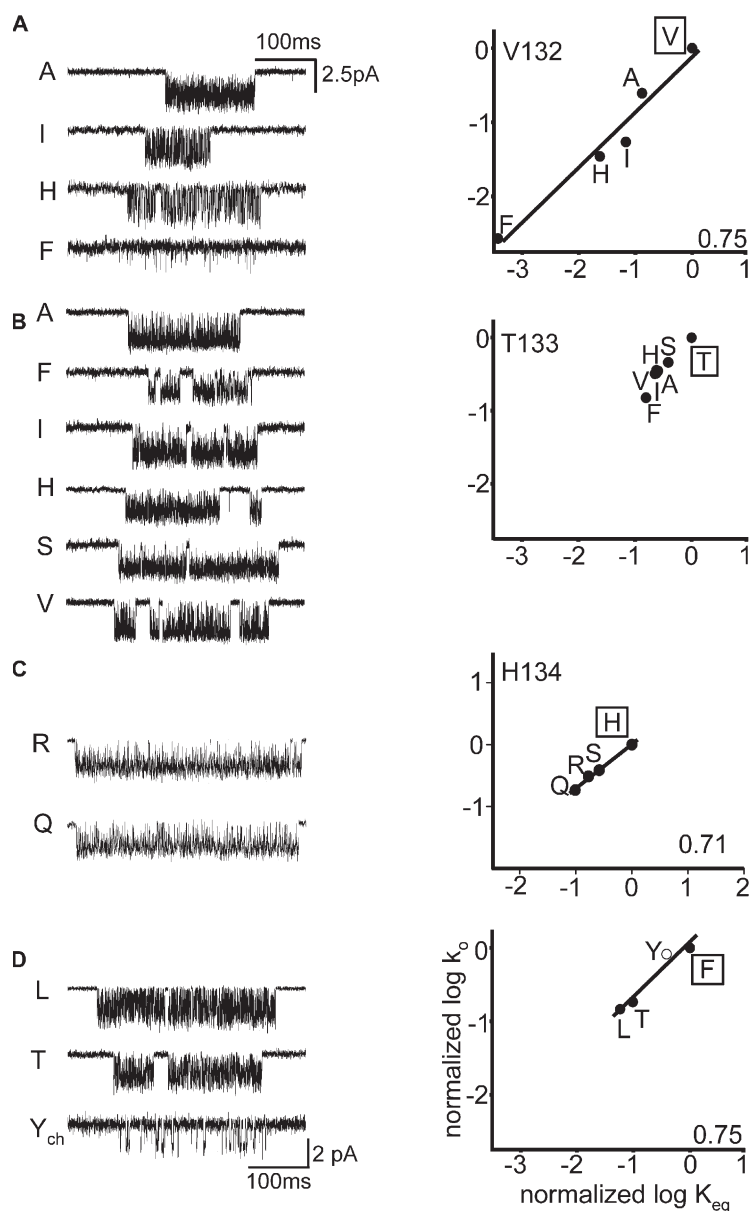 A
100ms
2.5pA
A
I
H
F
V132
V
A
H
I
F
0.75
0
-1
-2
-3 -2 -1 0 1
B
A
F
I
H
S
V
T133
T
H S
V
I A
F
0
-1
-2
-3 -2 -1 0 1
C
R
Q
H134
H
S
R
Q
0.71
1
0
-1
-2 -1 0 1 2
D
L
T
Ych
2 pA
100ms
Y
F
L
T
0.75
0
-1
-2
-3 -2 -1 0 1
normalized log ko
normalized log Keq